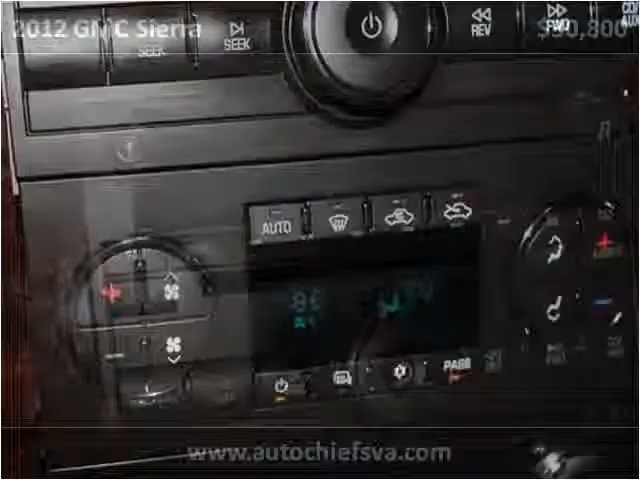 2012 GMC Sierra
$30,800
SEEK
SEEK
REV
FWD
AUTO
PASS
www.autochiefsva.com